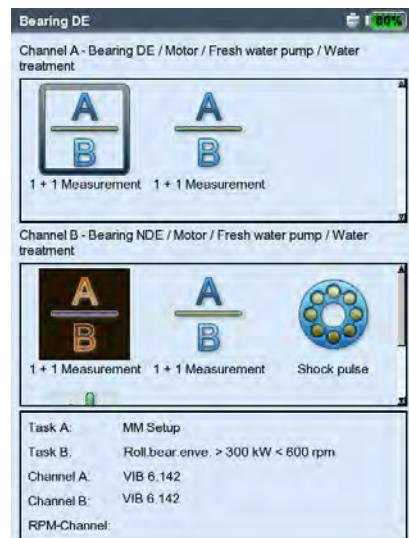 Bearing DE
80%
Channel A - Bearing DE / Motor / Fresh water pump / Water
treatment
A A
B B
1 + 1 Measurement 1 + 1 Measurement
Channel B - Bearing NDE / Motor / Fresh water pump / Water
treatment
A A
B B
1 + 1 Measurement 1 + 1 Measurement Shock pulse
Task A: MM Setup
Task B: Roll.bear.enve. > 300 kW < 600 rpm
Channel A: VIB 6.142
Channel B: VIB 6.142
RPM-Channel: